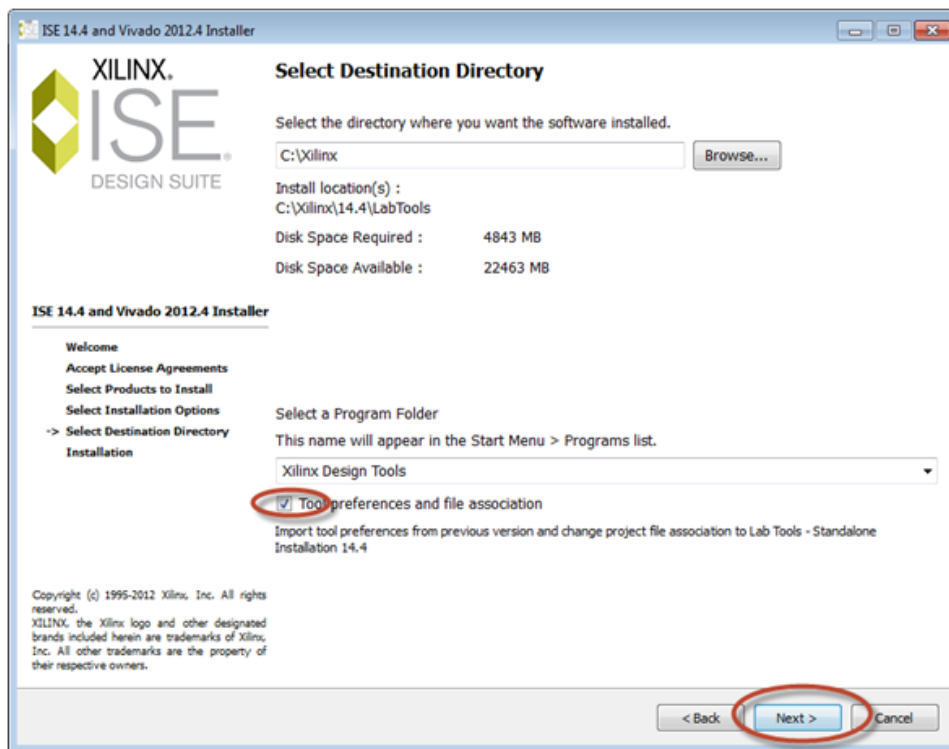 ISE 14.4 and Vivado 2012.4 Installer
XILINX®
ISE®
DESIGN SUITE
Select Destination Directory
Select the directory where you want the software installed.
C:\Xilinx
Browse...
Install location(s) :
C:\Xilinx\14.4\LabTools
Disk Space Required : 4843 MB
Disk Space Available : 22463 MB
ISE 14.4 and Vivado 2012.4 Installer
Welcome
Accept License Agreements
Select Products to Install
Select Installation Options
-> Select Destination Directory
Installation
Select a Program Folder
This name will appear in the Start Menu > Programs list.
Xilinx Design Tools
Tool preferences and file association
Import tool preferences from previous version and change project file association to Lab Tools - Standalone
Installation 14.4
Copyright (c) 1995-2012 Xilinx, Inc. All rights
reserved.
XILINX, the Xilinx logo and other designated
brands included herein are trademarks of Xilinx,
Inc. All other trademarks are the property of
their respective owners.
< Back
Next >
Cancel